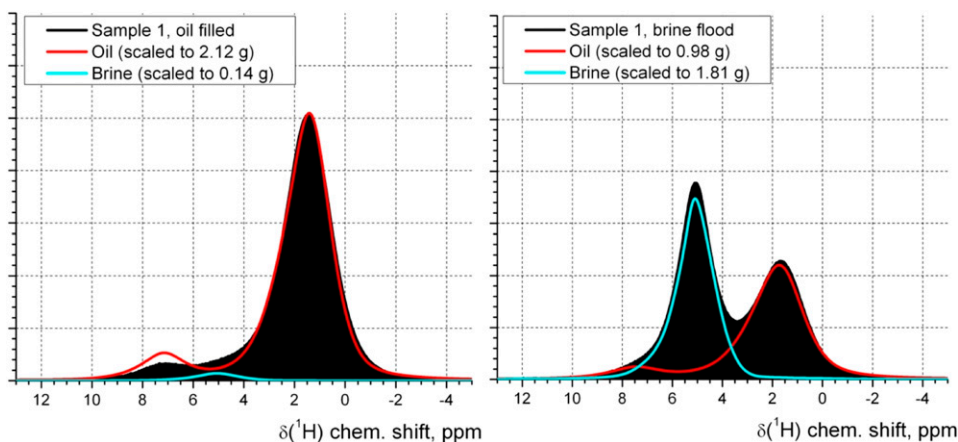 Sample 1, oil filled
Oil (scaled to 2.12 g)
Brine (scaled to 0.14 g)
12 10 8 6 4 2 0 -2 -4
δ(¹H) chem. shift, ppm
Sample 1, brine flood
Oil (scaled to 0.98 g)
Brine (scaled to 1.81 g)
12 10 8 6 4 2 0 -2 -4
δ(¹H) chem. shift, ppm